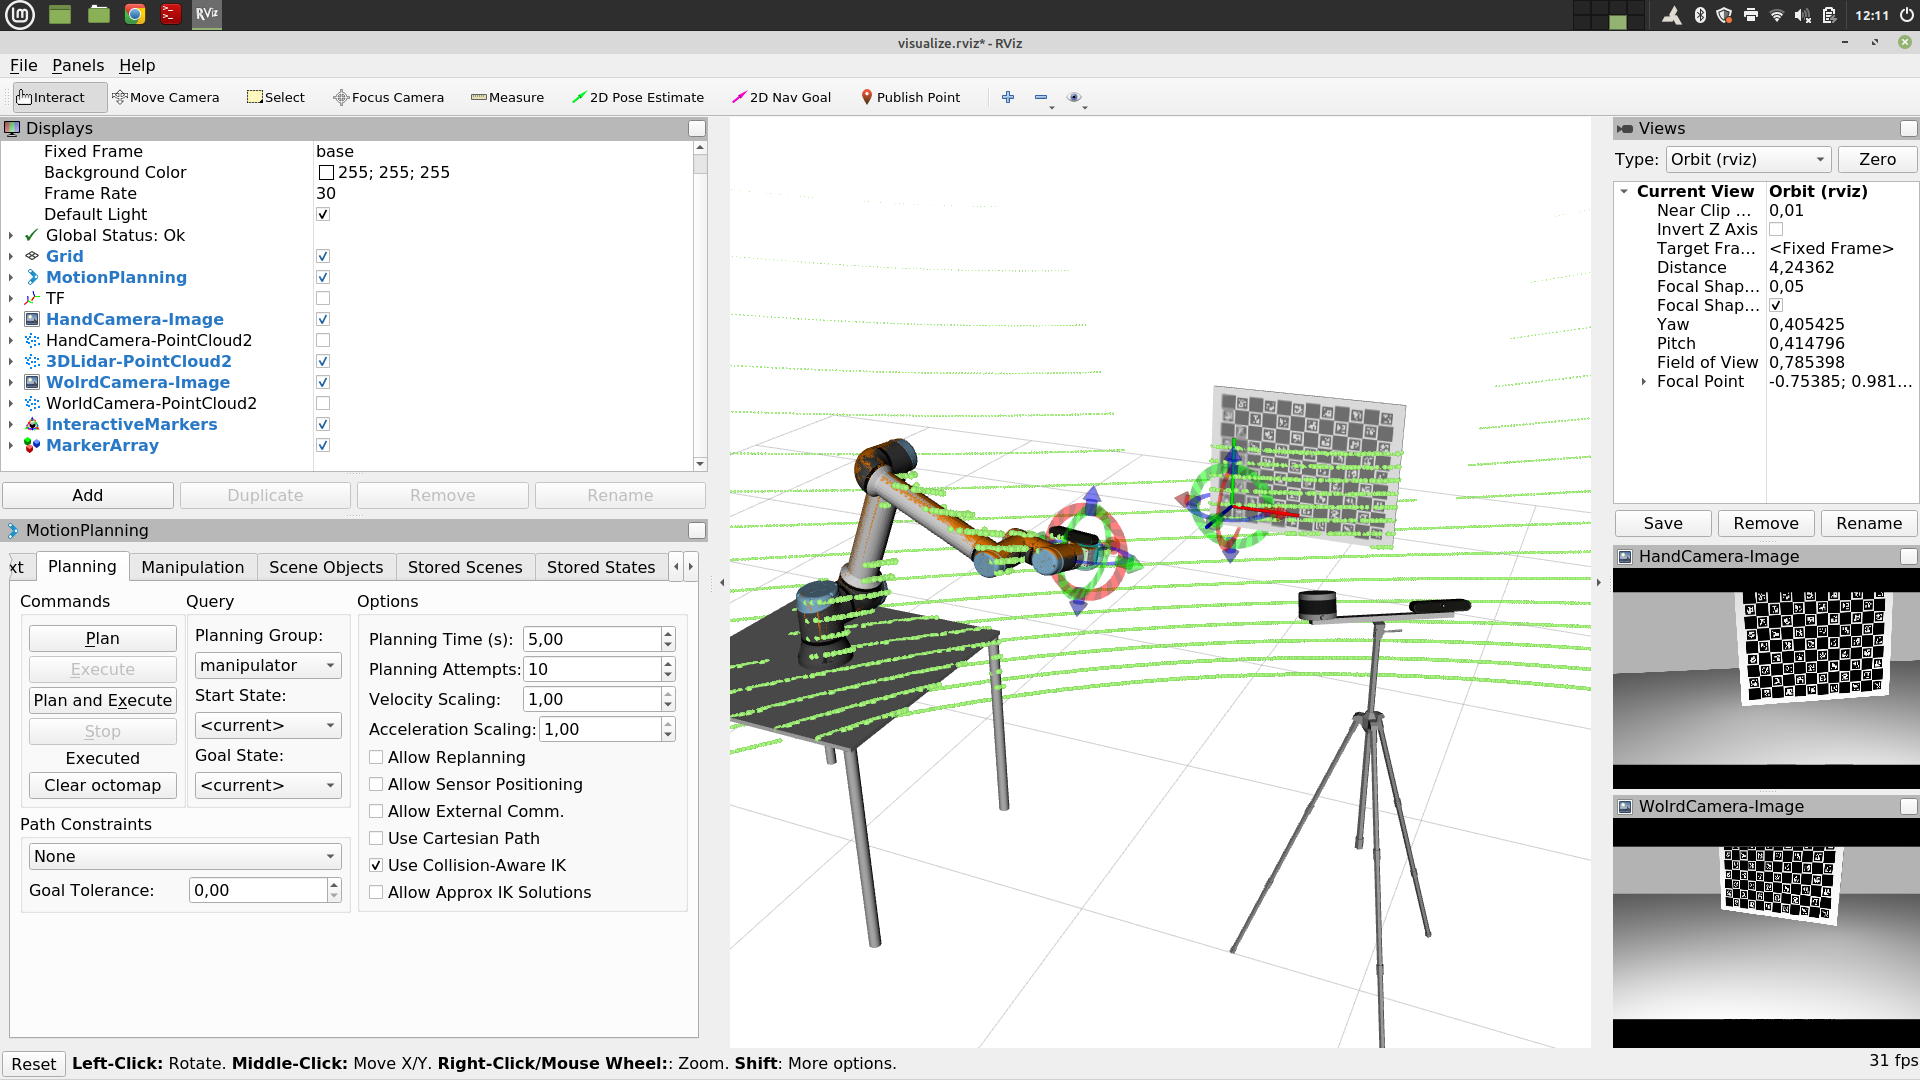 RViz
12:11
visualize.rviz* - RViz
File Panels Help
Interact Move Camera Select Focus Camera Measure 2D Pose Estimate 2D Nav Goal Publish Point
Displays
Fixed Frame base
Background Color 255; 255; 255
Frame Rate 30
Default Light
Global Status: Ok
Grid
MotionPlanning
TF
HandCamera-Image
HandCamera-PointCloud2
3DLidar-PointCloud2
WolrdCamera-Image
WorldCamera-PointCloud2
InteractiveMarkers
MarkerArray
Add Duplicate Remove Rename
MotionPlanning
xt Planning Manipulation Scene Objects Stored Scenes Stored States
Commands Query Options
Plan
Execute
Plan and Execute
Stop
Executed
Clear octomap
Planning Group:
manipulator
Start State:
<current>
Goal State:
<current>
Planning Time (s): 5,00
Planning Attempts: 10
Velocity Scaling: 1,00
Acceleration Scaling: 1,00
Allow Replanning
Allow Sensor Positioning
Allow External Comm.
Use Cartesian Path
Use Collision-Aware IK
Allow Approx IK Solutions
Path Constraints
None
Goal Tolerance: 0,00
Views
Type: Orbit (rviz) Zero
Current View Orbit (rviz)
Near Clip ... 0,01
Invert Z Axis
Target Fra... <Fixed Frame>
Distance 4,24362
Focal Shap... 0,05
Focal Shap...
Yaw 0,405425
Pitch 0,414796
Field of View 0,785398
Focal Point -0.75385; 0.981...
Save Remove Rename
HandCamera-Image
WolrdCamera-Image
Reset Left-Click: Rotate. Middle-Click: Move X/Y. Right-Click/Mouse Wheel:: Zoom. Shift: More options.
31 fps